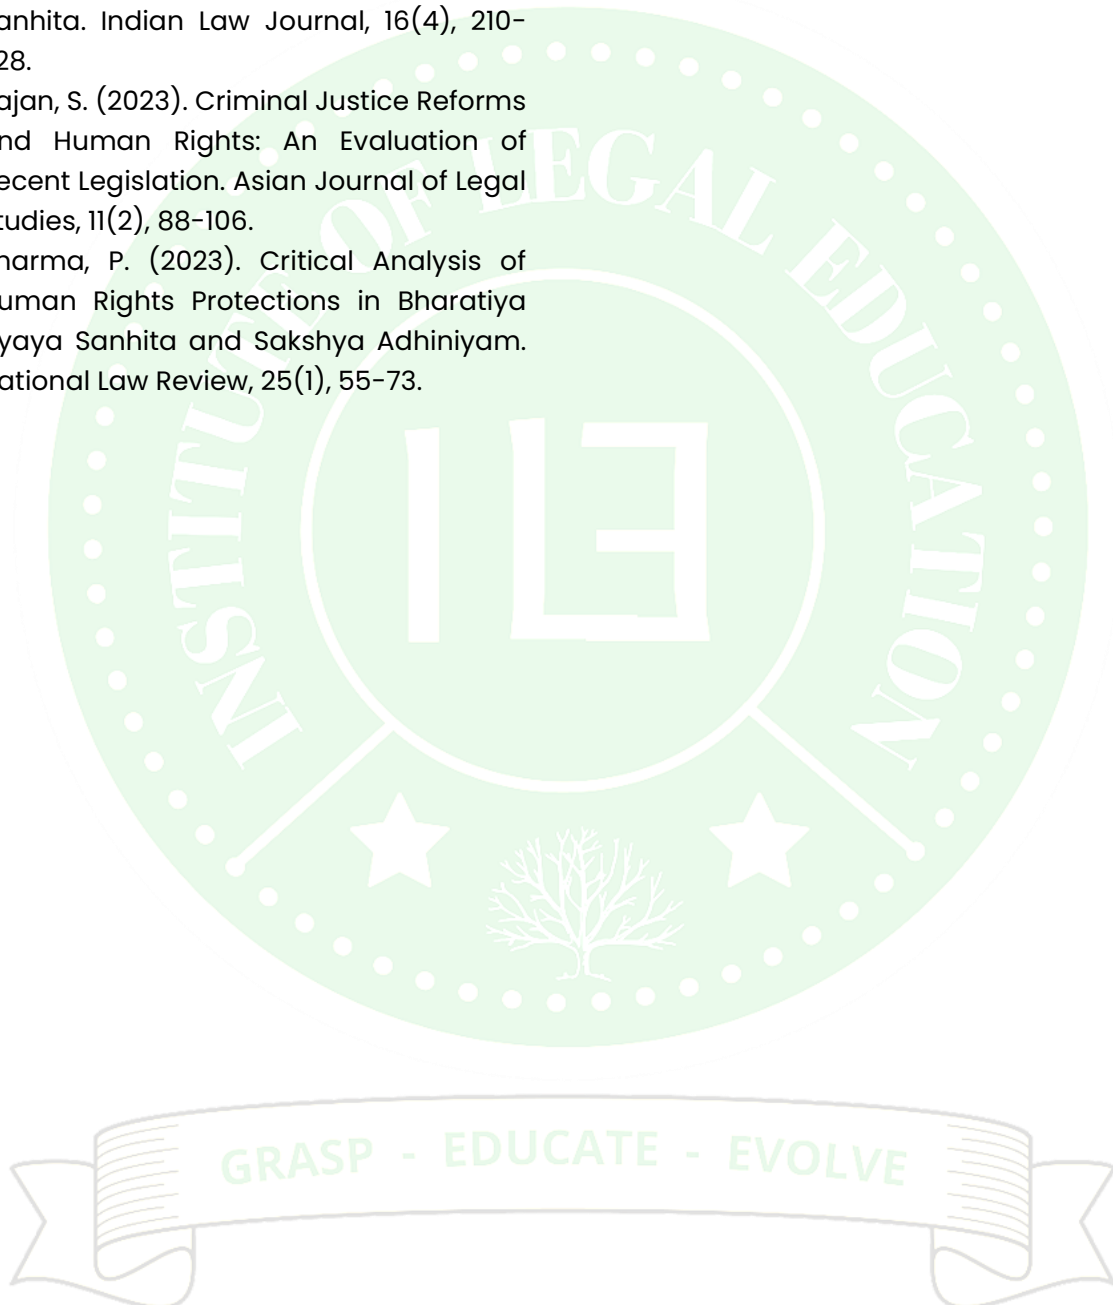 anhita. Indian Law Journal, 16(4), 210-
28.
ajan, S. (2023). Criminal Justice Reforms
nd Human Rights: An Evaluation of
ecent Legislation. Asian Journal of Legal
tudies, 11(2), 88-106.
harma, P. (2023). Critical Analysis of
uman Rights Protections in Bharatiya
yaya Sanhita and Sakshya Adhiniyam.
ational Law Review, 25(1), 55-73.
INSTITUTE OF LEGAL EDUCATION
ILE
GRASP - EDUCATE - EVOLVE